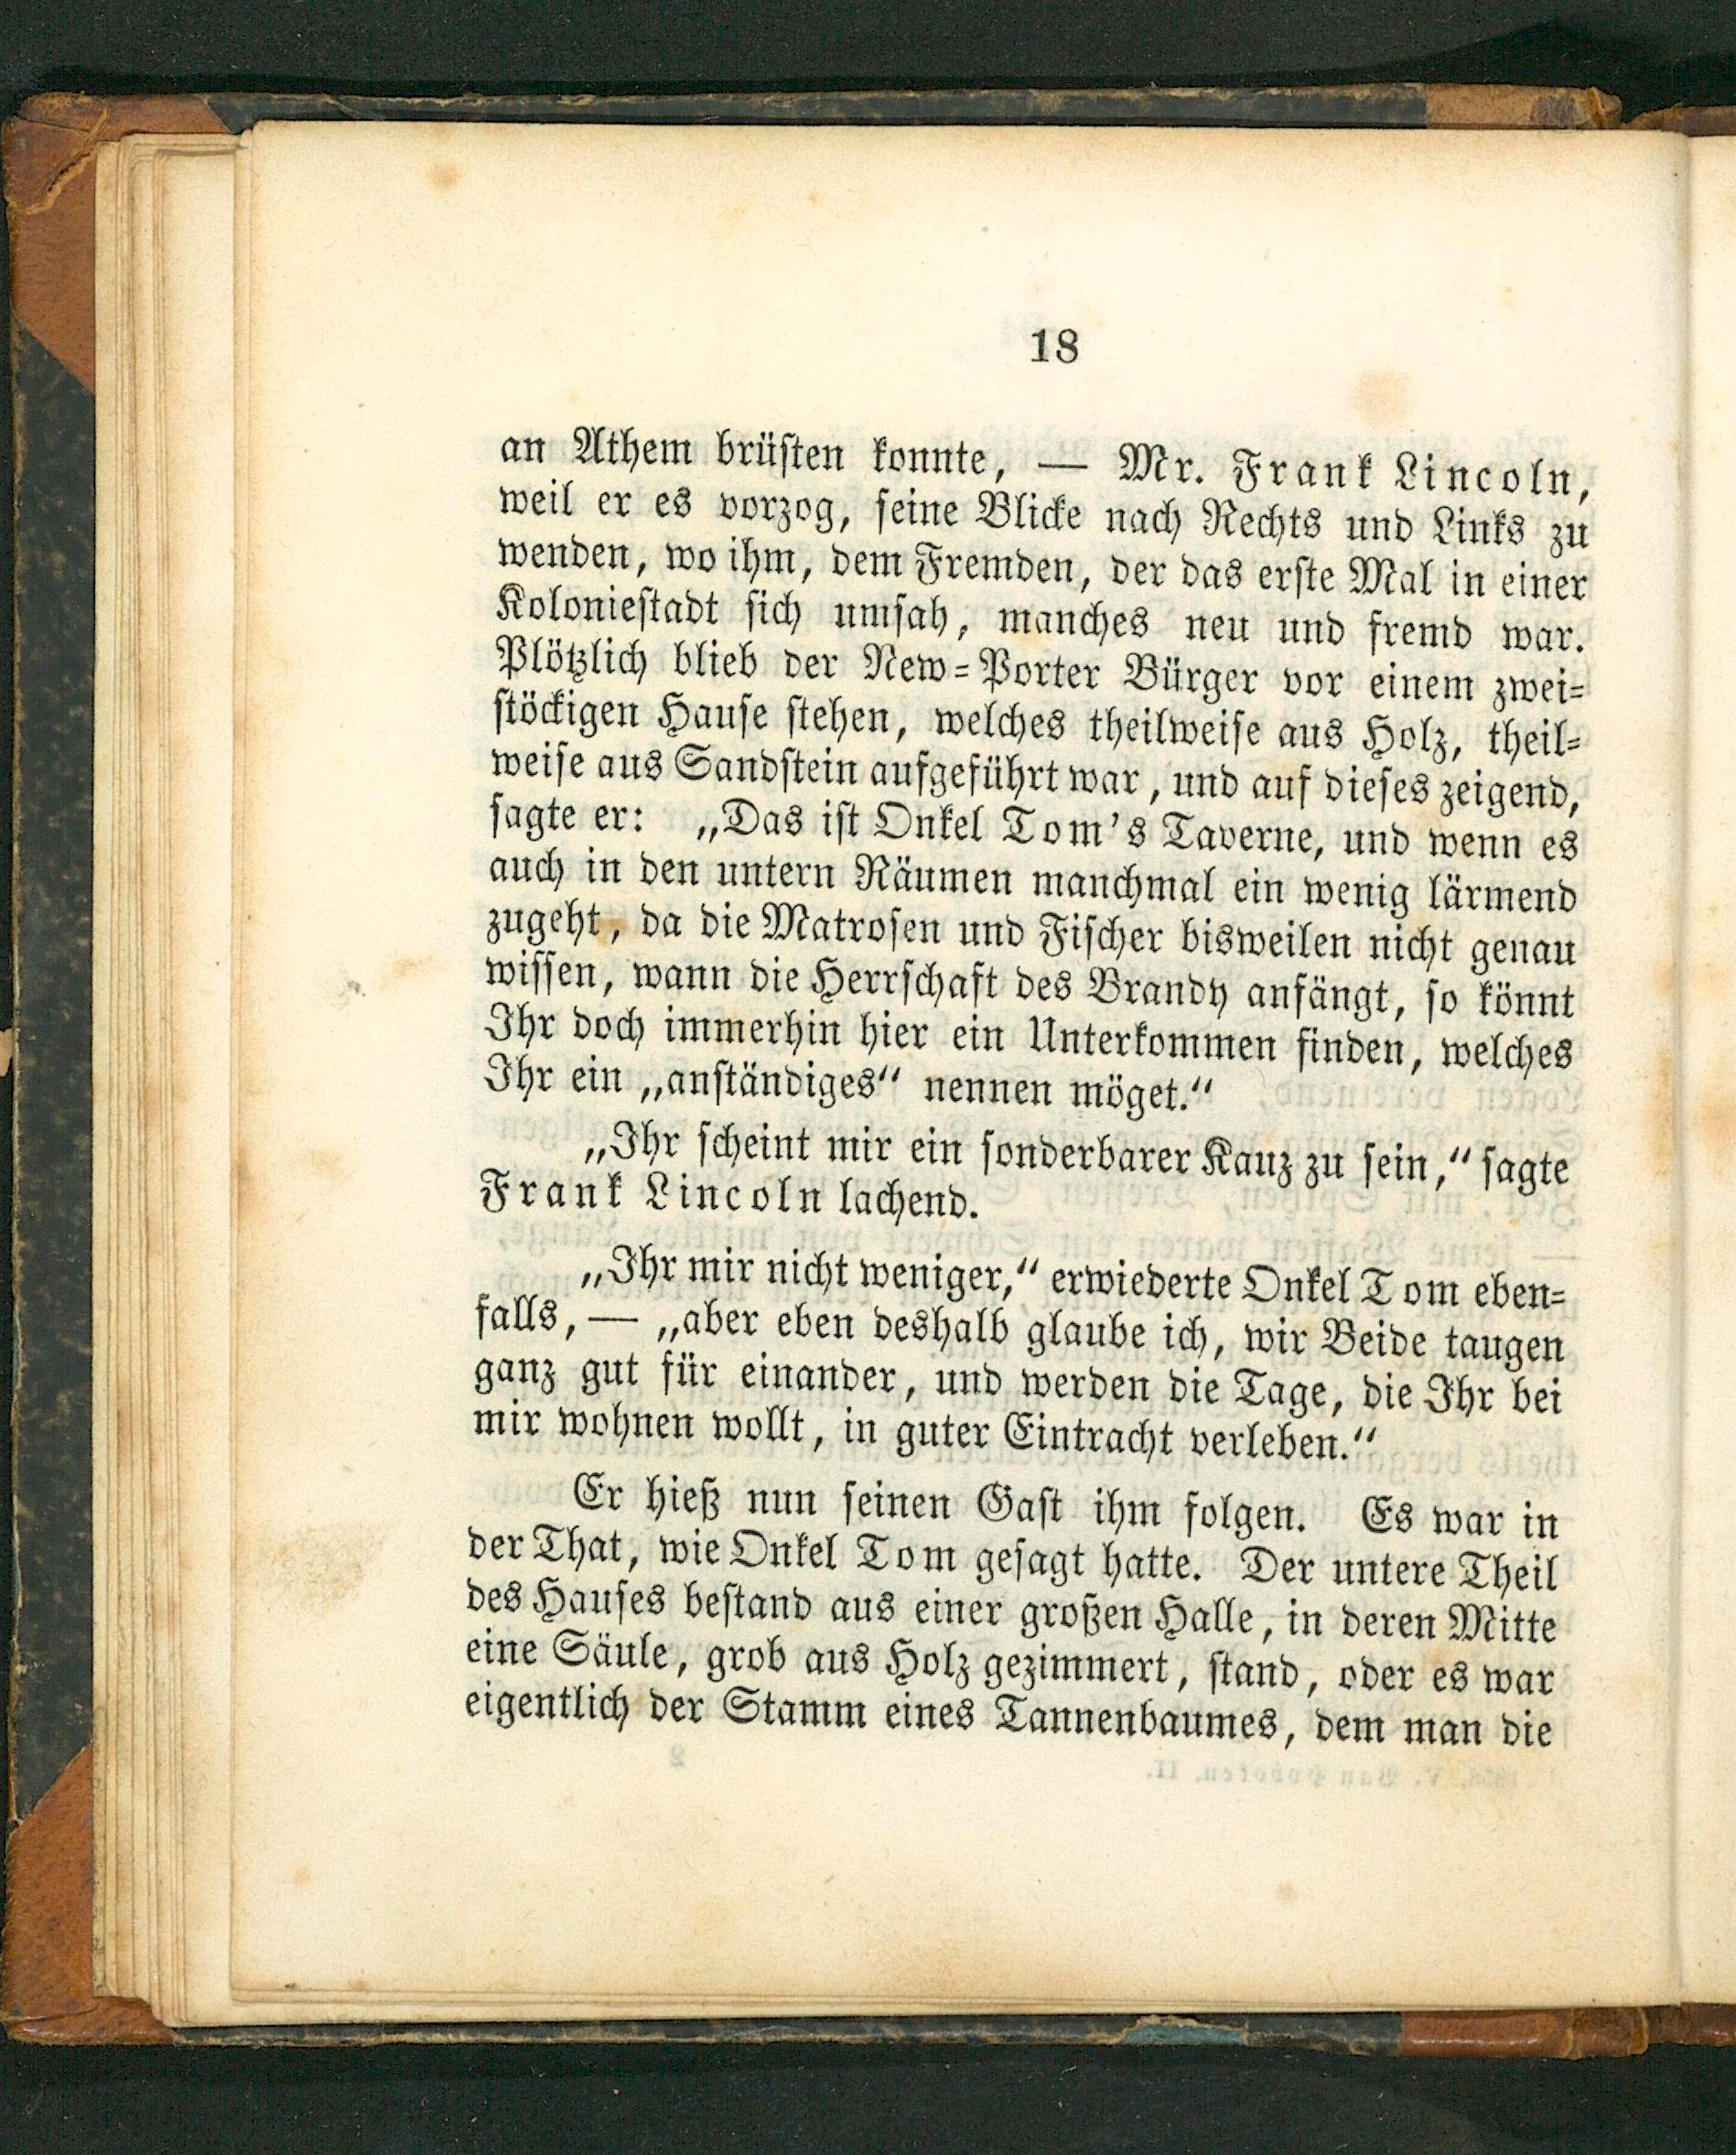 18
an Athem brüsten konnte, — Mr. Frank Lincoln,
weil er es vorzog, seine Blicke nach Rechts und Links zu
wenden, wo ihm, dem Fremden, der das erste Mal in einer
Koloniestadt sich umsah, manches neu und fremd war.
Plötzlich blieb der New-Porter Bürger vor einem zwei-
stöckigen Hause stehen, welches theilweise aus Holz, theil-
weise aus Sandstein aufgeführt war, und auf dieses zeigend,
sagte er: „Das ist Onkel Tom's Taverne, und wenn es
auch in den untern Räumen manchmal ein wenig lärmend
zugeht, da die Matrosen und Fischer bisweilen nicht genau
wissen, wann die Herrschaft des Brandy anfängt, so könnt
Ihr doch immerhin hier ein Unterkommen finden, welches
Ihr ein „anständiges“ nennen möget.“
„Ihr scheint mir ein sonderbarer Kauz zu sein,“ sagte
Frank Lincoln lachend.
„Ihr mir nicht weniger,“ erwiederte Onkel Tom eben-
falls, — „aber eben deshalb glaube ich, wir Beide taugen
ganz gut für einander, und werden die Tage, die Ihr bei
mir wohnen wollt, in guter Eintracht verleben.“
Er hieß nun seinen Gast ihm folgen. Es war in
der That, wie Onkel Tom gesagt hatte. Der untere Theil
des Hauses bestand aus einer großen Halle, in deren Mitte
eine Säule, grob aus Holz gezimmert, stand, oder es war
eigentlich der Stamm eines Tannenbaumes, dem man die